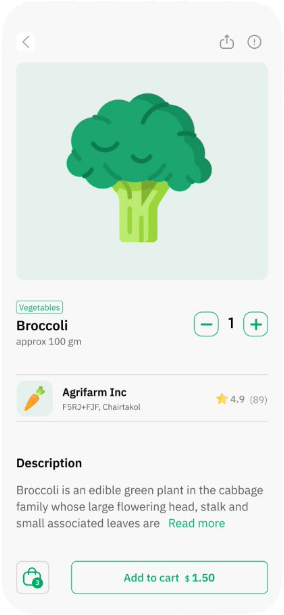 Vegetables
Broccoli
1
approx 100 gm
Agrifarm Inc
4.9 (89)
F5RJ+FJF, Chairtakol
Description
Broccoli is an edible green plant in the cabbage
family whose large flowering head, stalk and
small associated leaves are Read more
3
Add to cart $1.50